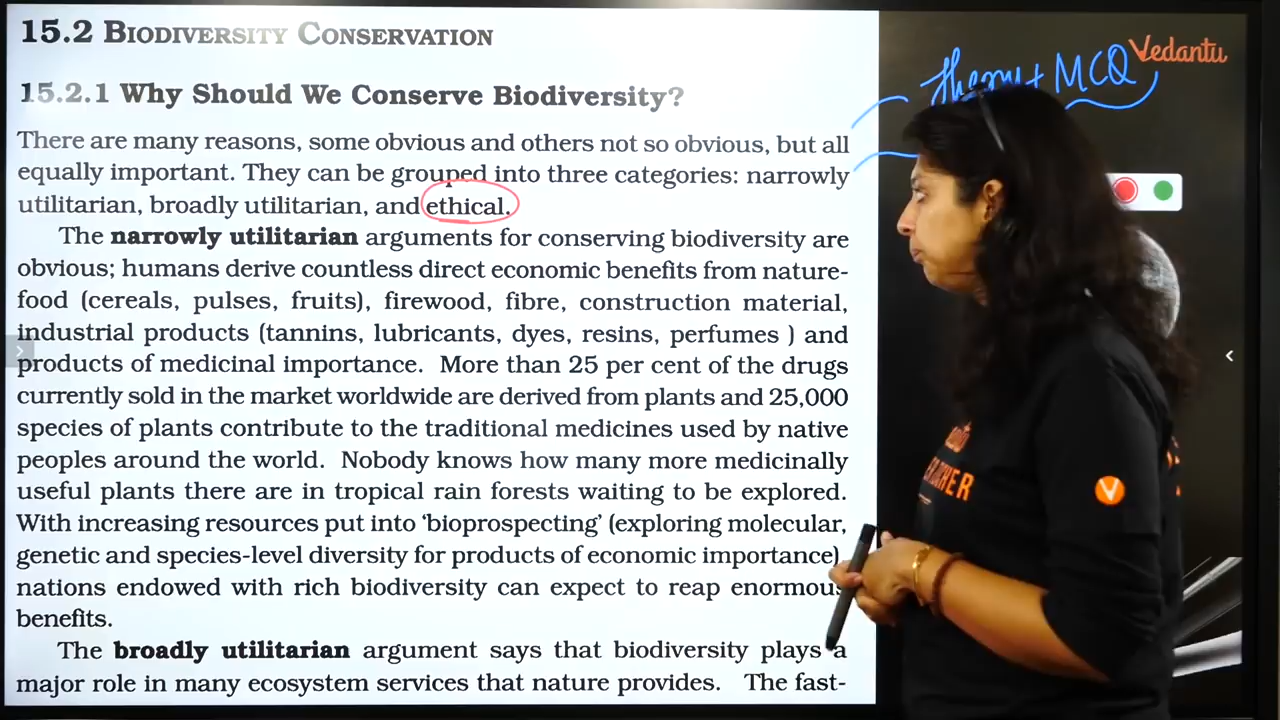 15.2 BIODIVERSITY CONSERVATION
15.2.1 Why Should We Conserve Biodiversity?
There are many reasons, some obvious and others not so obvious, but all
equally important. They can be grouped into three categories: narrowly
utilitarian, broadly utilitarian, and ethical.
The narrowly utilitarian arguments for conserving biodiversity are
obvious; humans derive countless direct economic benefits from nature-
food (cereals, pulses, fruits), firewood, fibre, construction material,
industrial products (tannins, lubricants, dyes, resins, perfumes ) and
products of medicinal importance. More than 25 per cent of the drugs
currently sold in the market worldwide are derived from plants and 25,000
species of plants contribute to the traditional medicines used by native
peoples around the world. Nobody knows how many more medicinally
useful plants there are in tropical rain forests waiting to be explored.
With increasing resources put into ‘bioprospecting’ (exploring molecular,
genetic and species-level diversity for products of economic importance),
nations endowed with rich biodiversity can expect to reap enormous
benefits.
The broadly utilitarian argument says that biodiversity plays a
major role in many ecosystem services that nature provides. The fast-
Theory + MCQ
Vedantu
V